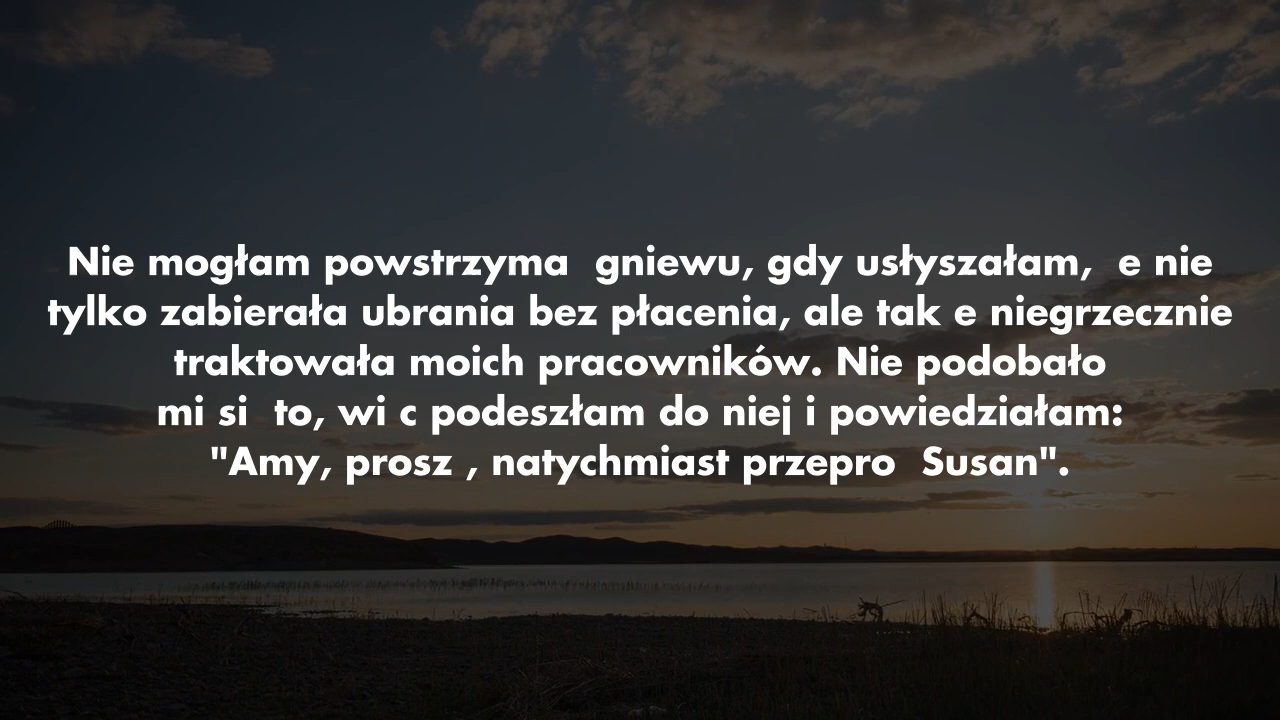 Nie mogłam powstrzyma  gniewu, gdy usłyszałam,  e nie
tylko zabierała ubrania bez płacenia, ale tak e niegrzecznie
traktowała moich pracowników. Nie podobało
mi si  to, wi c podeszłam do niej i powiedziałam:
"Amy, prosz , natychmiast przepro  Susan".